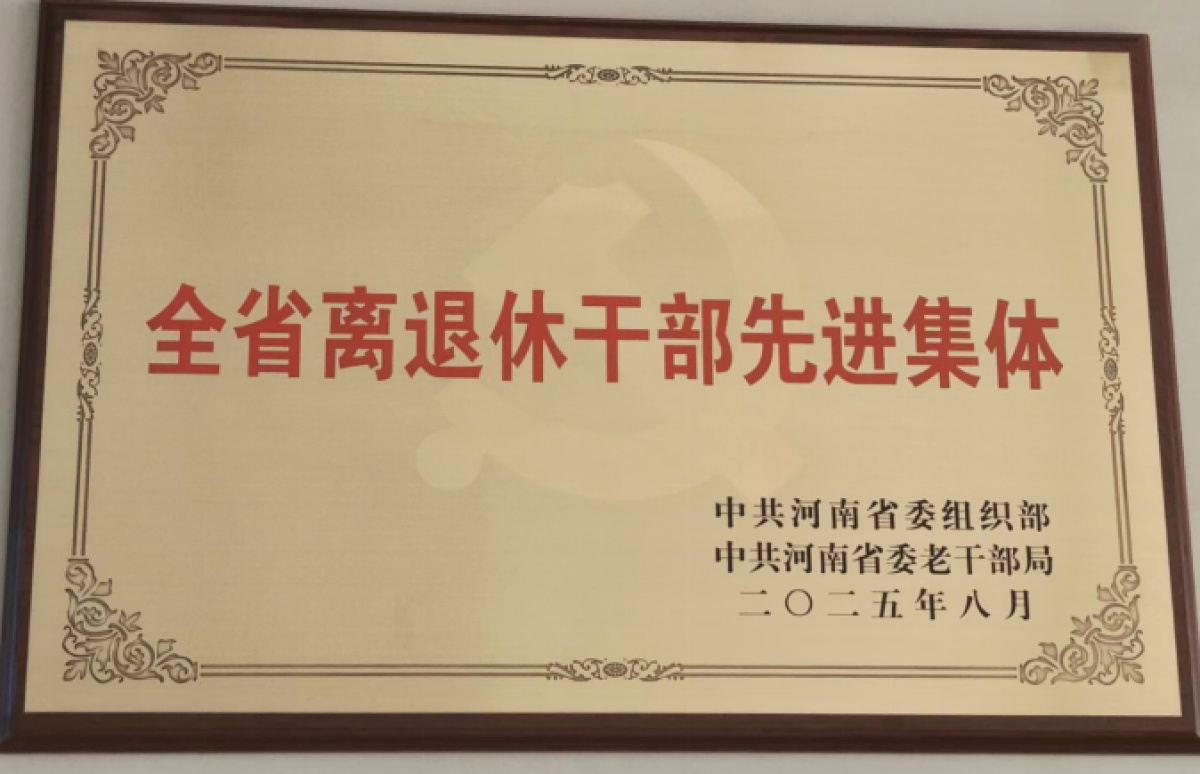 全省离退休干部先进集体
中共河南省委组织部
中共河南省委老干部局
二〇二五年八月